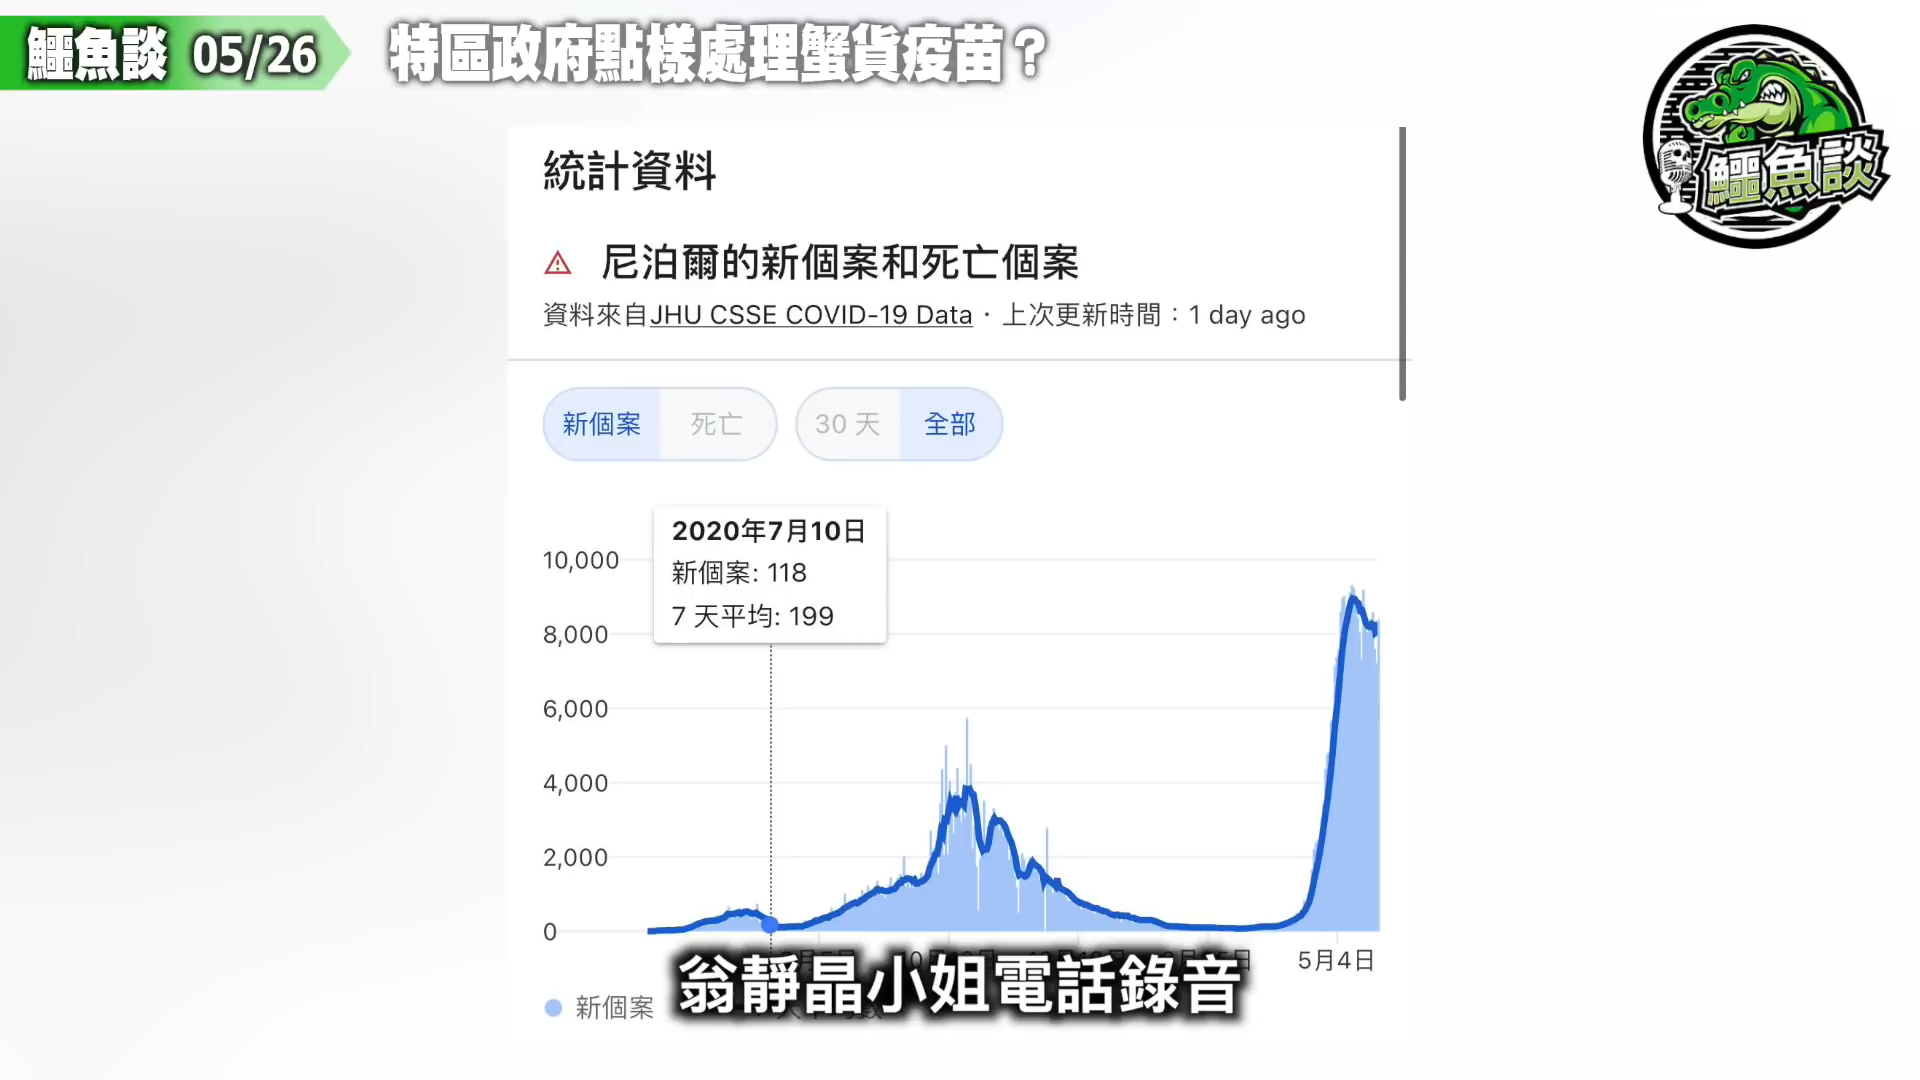 鱷魚談 05/26 特區政府點樣處理蟹貨疫苗？
鱷魚談
統計資料
尼泊爾的新個案和死亡個案
資料來自JHU CSSE COVID-19 Data · 上次更新時間：1 day ago
新個案 死亡 30 天 全部
2020年7月10日
新個案: 118
7 天平均: 199
10,000
8,000
6,000
4,000
2,000
0
5月4日
新個案
翁靜晶小姐電話錄音